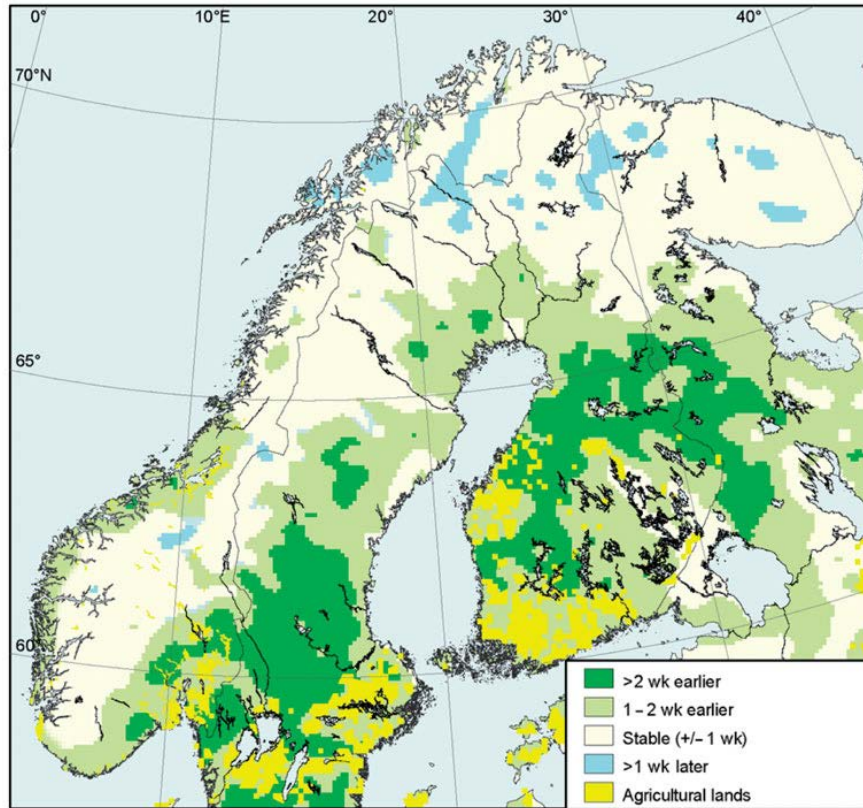 0°
10°E
20°
30°
40°
70°N
65°
60°
>2 wk earlier
1–2 wk earlier
Stable (+/– 1 wk)
>1 wk later
Agricultural lands